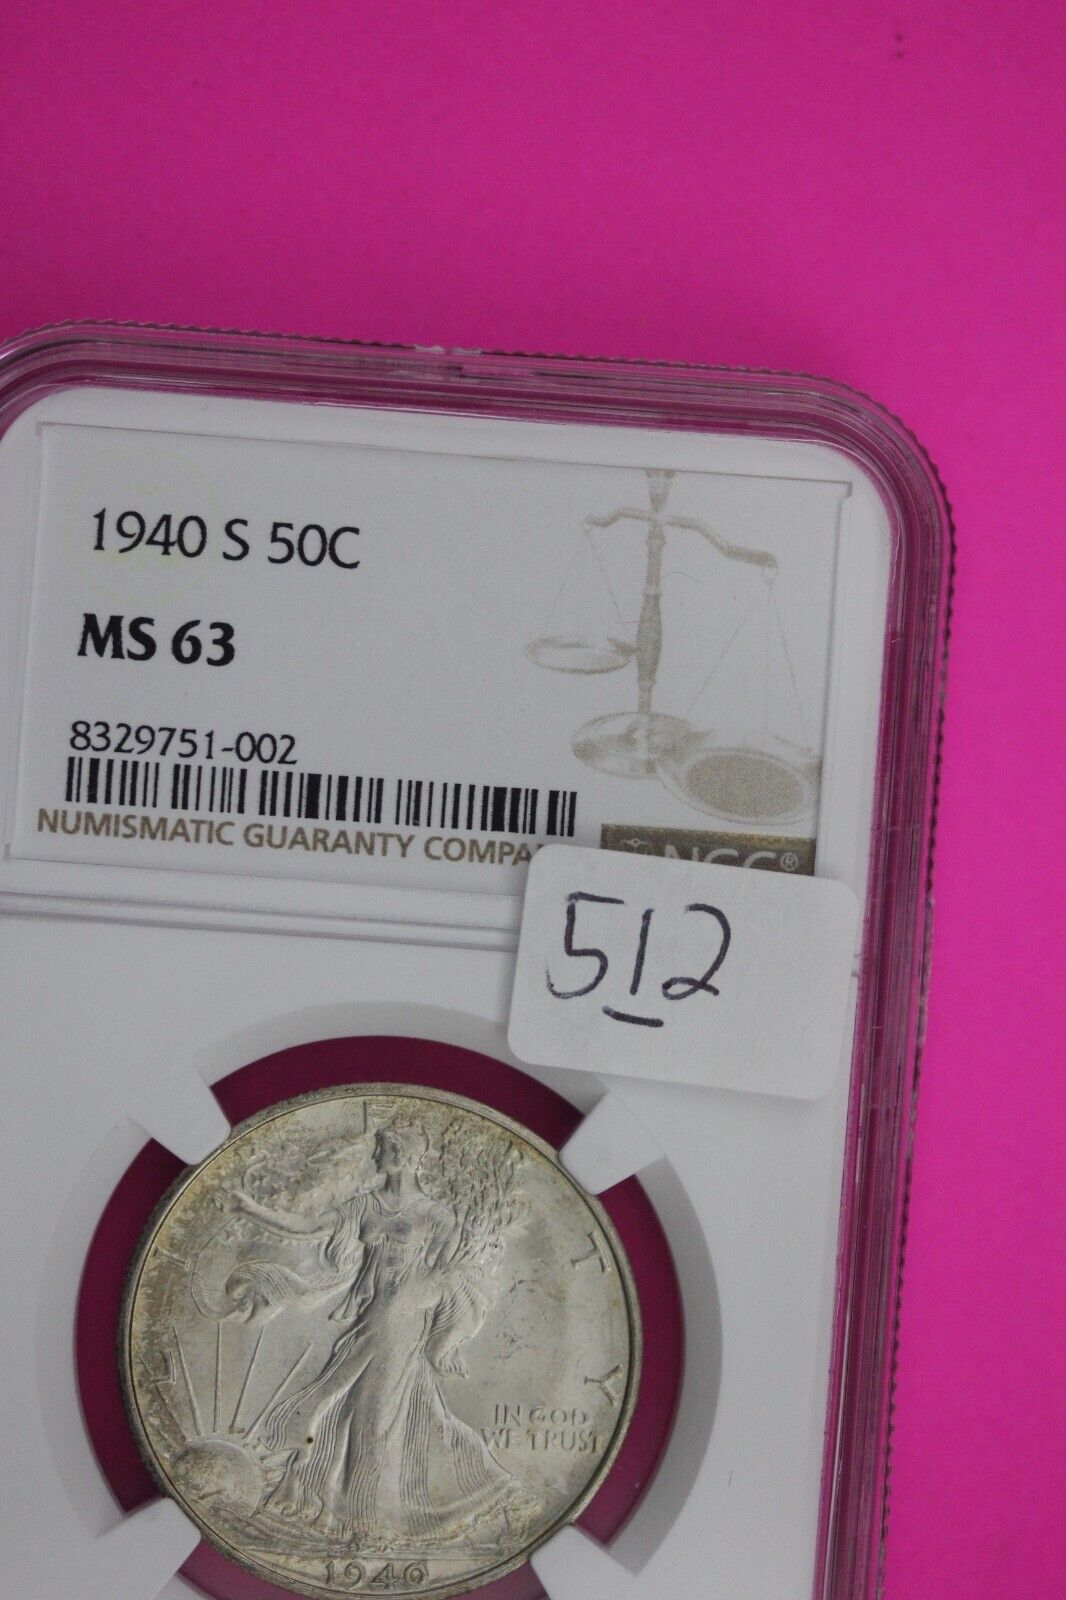 1940 S 50C
MS 63
8329751-002
NUMISMATIC GUARANTY
NGC®
512
LIBERTY
IN GOD
WE TRUST
1940